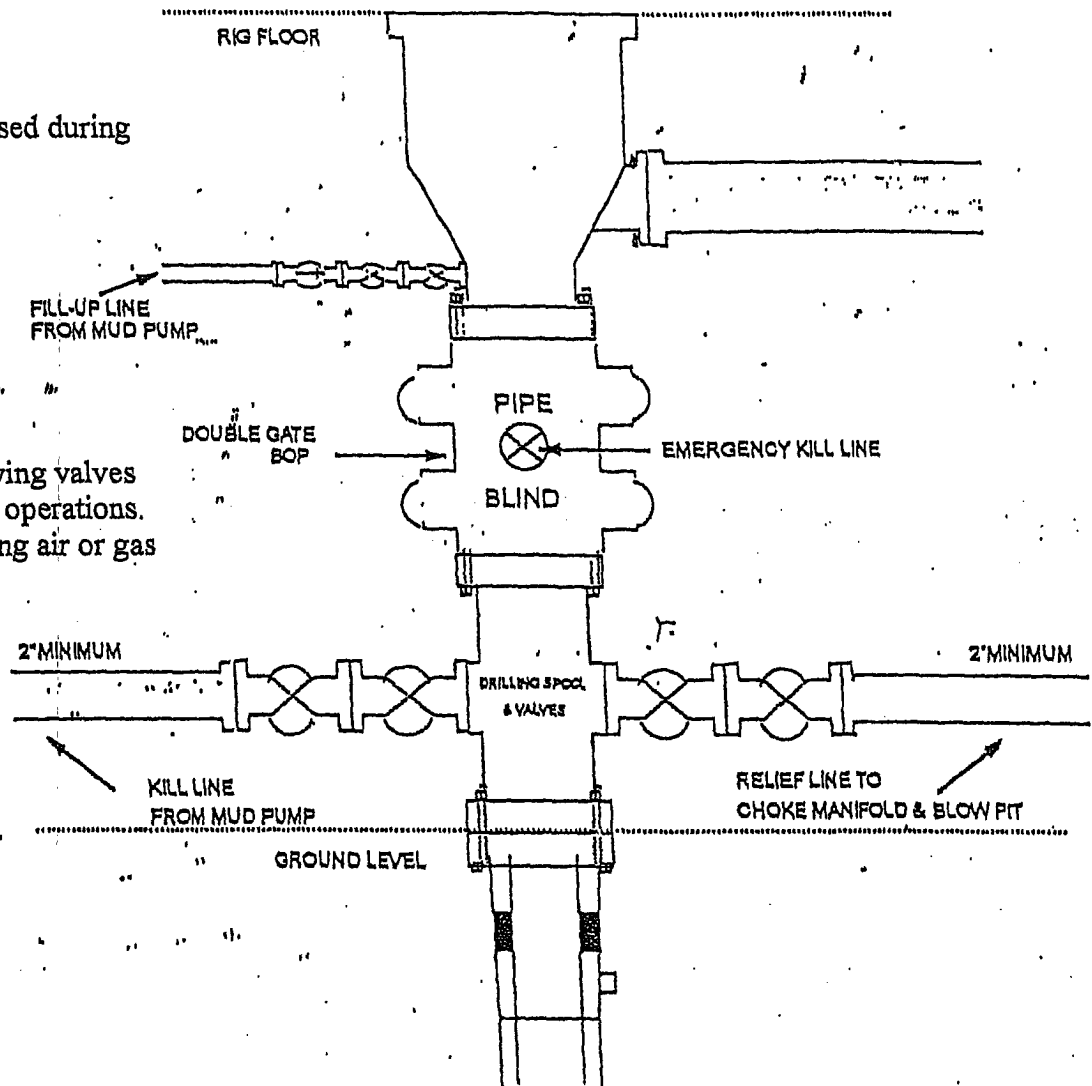 RIG FLOOR
sed during
FILL-UP LINE
FROM MUD PUMP
PIPE
DOUBLE GATE
BOP
EMERGENCY KILL LINE
BLIND
ving valves
operations.
ng air or gas
2" MINIMUM
2" MINIMUM
DRILLING SPOOL
& VALVES
KILL LINE
FROM MUD PUMP
RELIEF LINE TO
CHOKE MANIFOLD & BLOW PIT
GROUND LEVEL